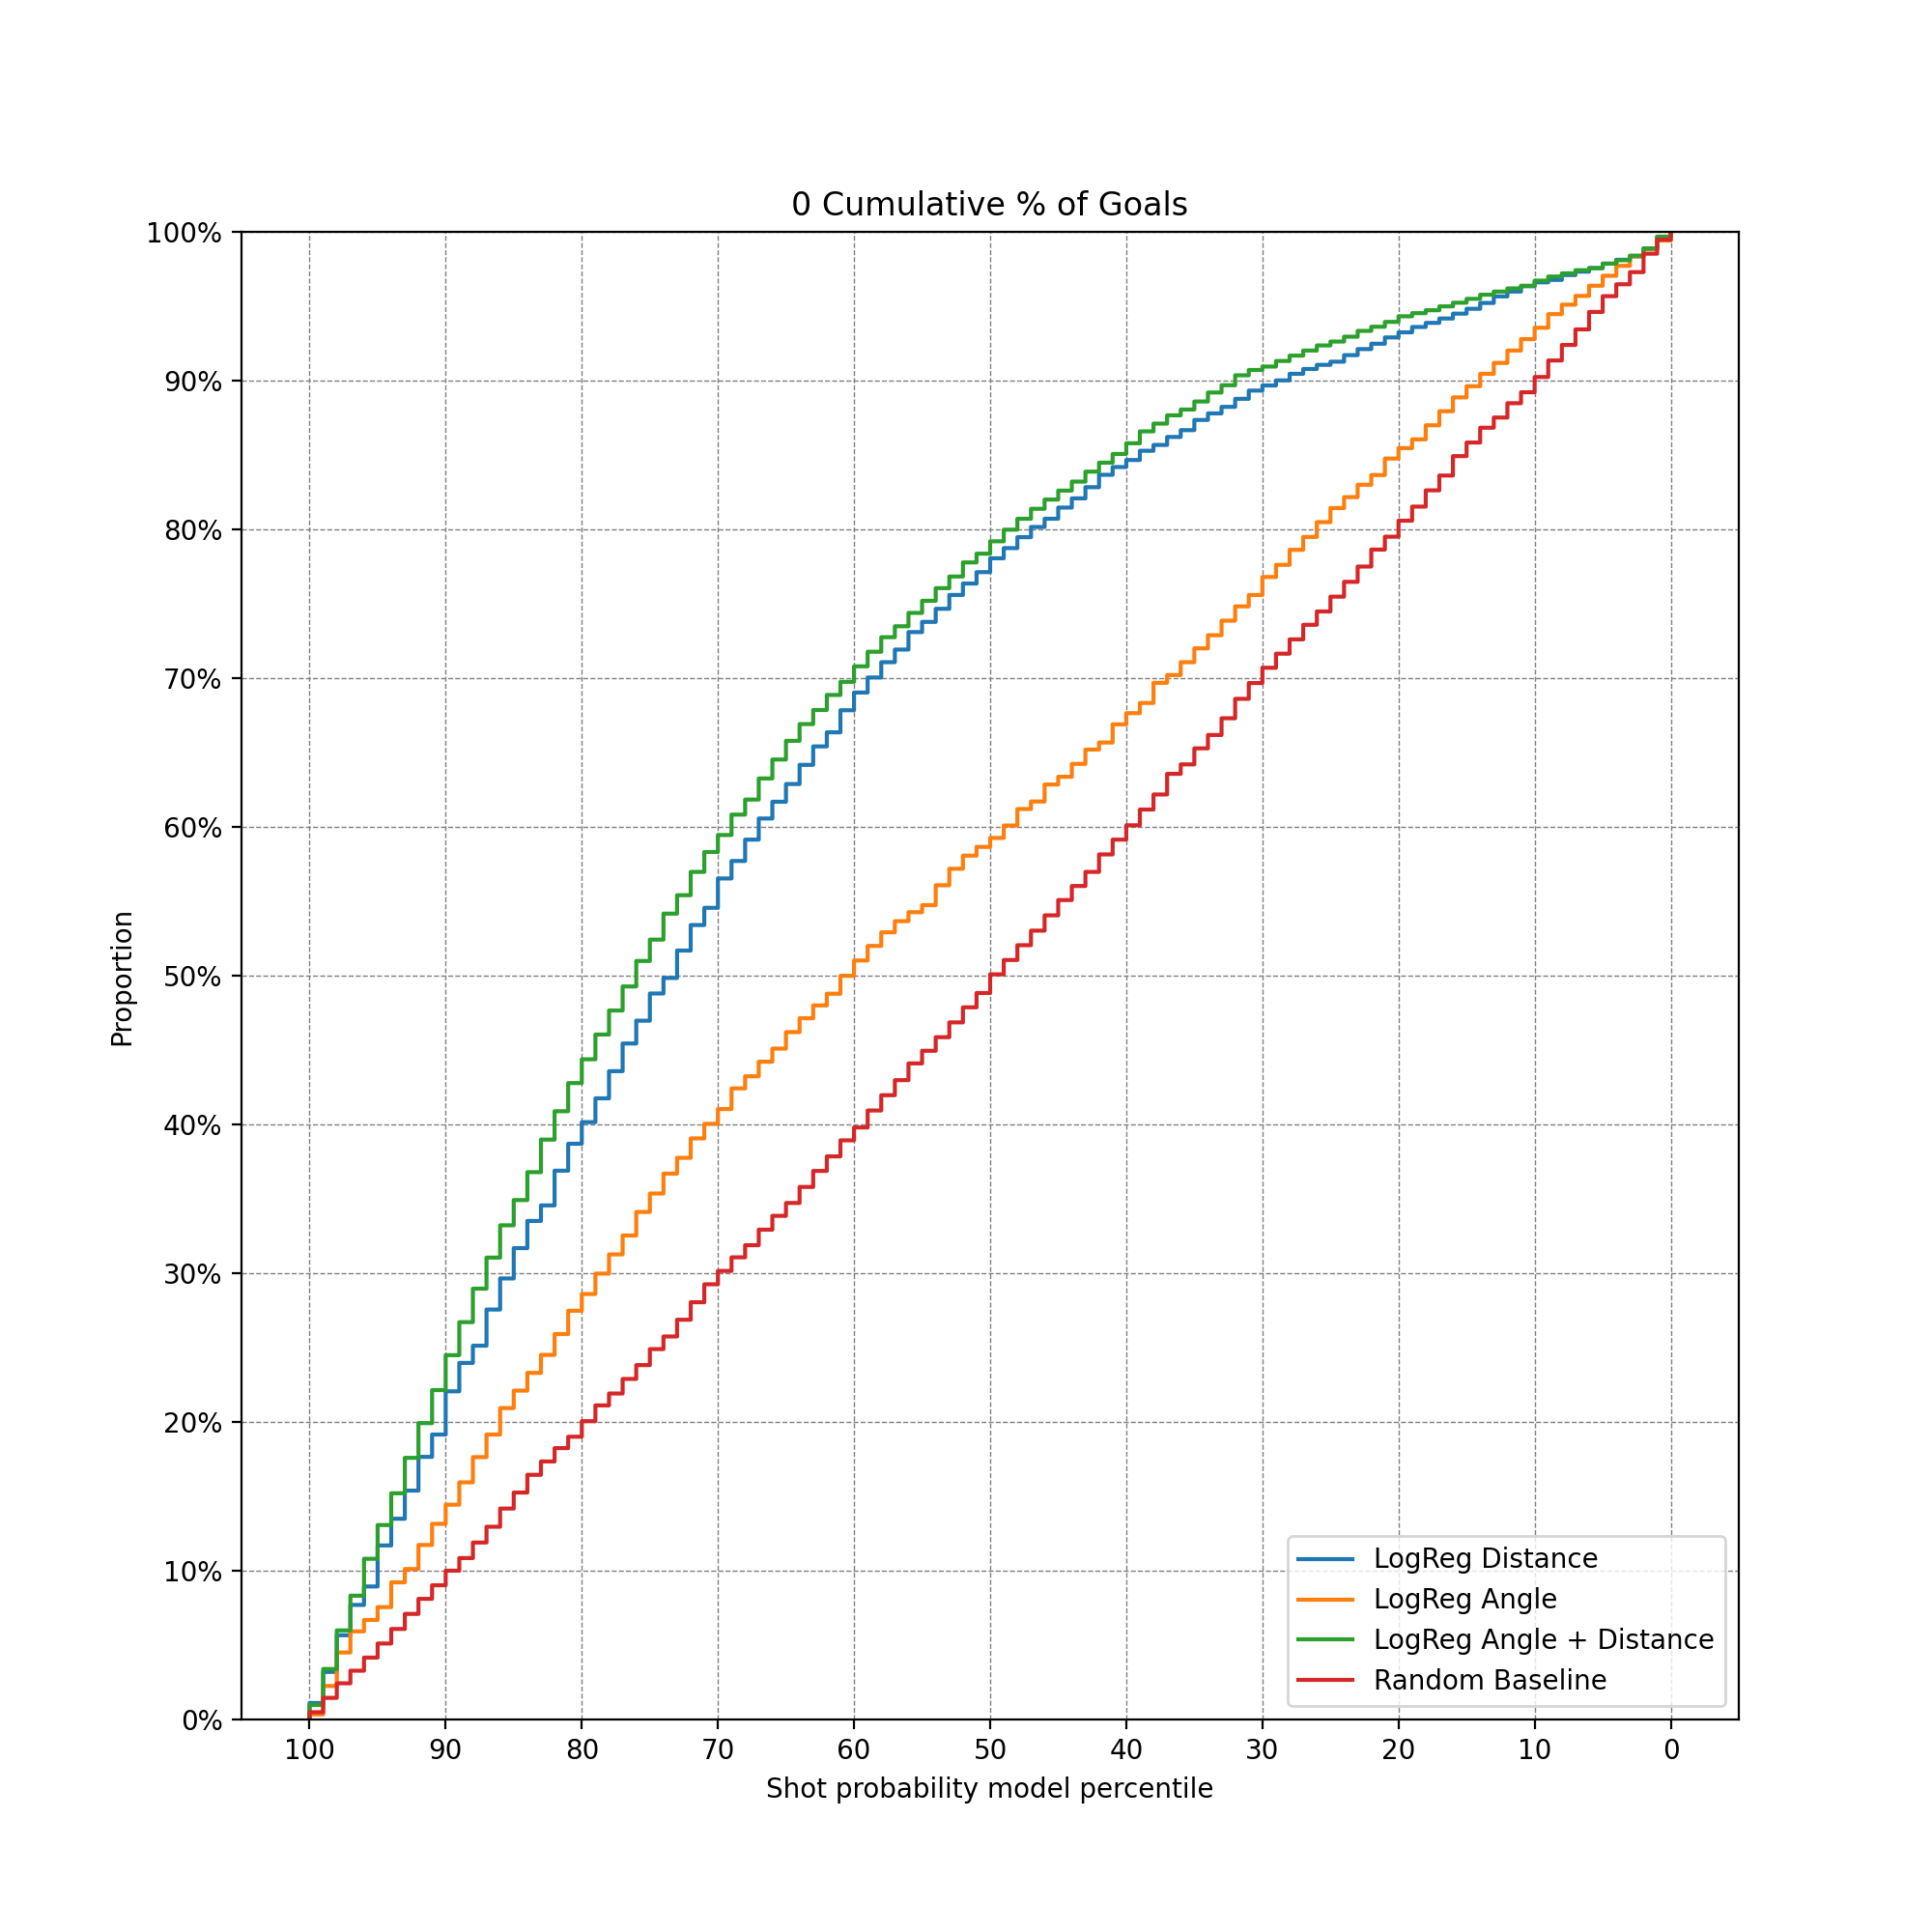 0 Cumulative % of Goals
100%
90%
80%
70%
60%
50%
40%
30%
20%
10%
0%
Proportion
100 90 80 70 60 50 40 30 20 10 0
Shot probability model percentile
LogReg Distance
LogReg Angle
LogReg Angle + Distance
Random Baseline